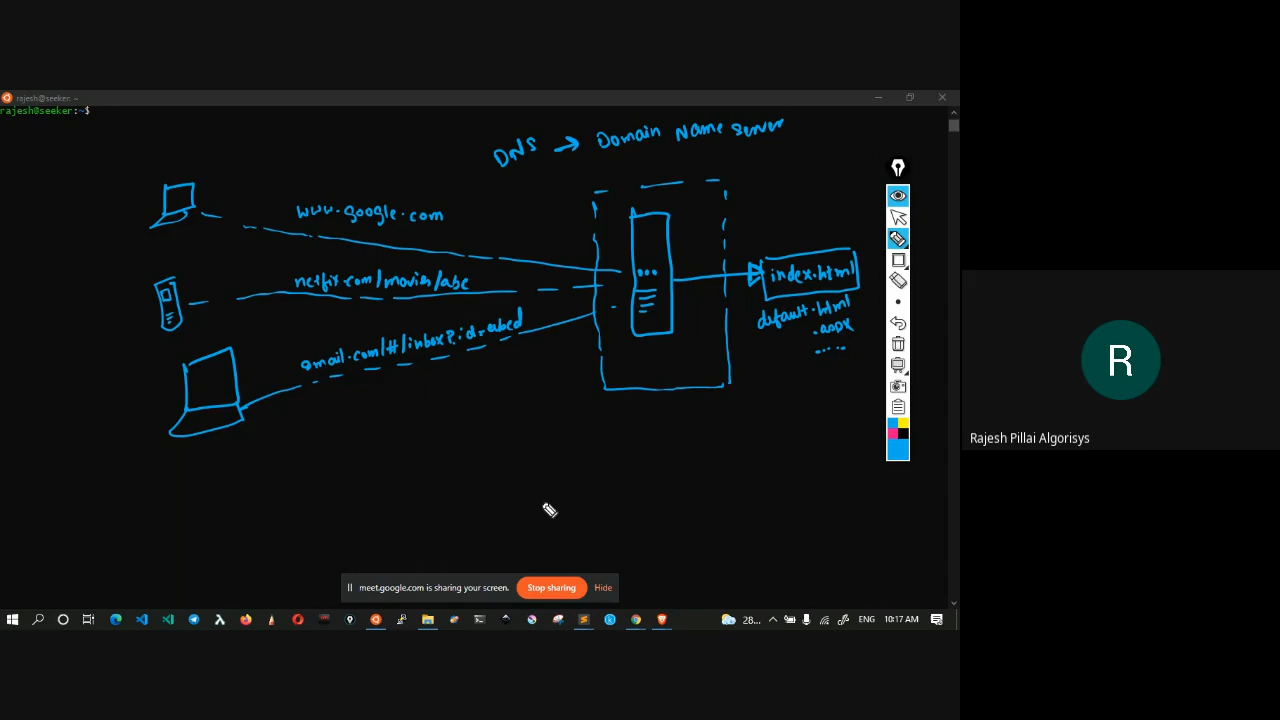 rajesh@seeker: ~
rajesh@seeker:~$
DNS → Domain Name Server
www.google.com
netflix.com/movies/abc
gmail.com/#/inbox?id=abcd
index.html
default.html
.aspx
.....
R
Rajesh Pillai Algorisys
meet.google.com is sharing your screen.
Stop sharing
Hide
28...
ENG
10:17 AM